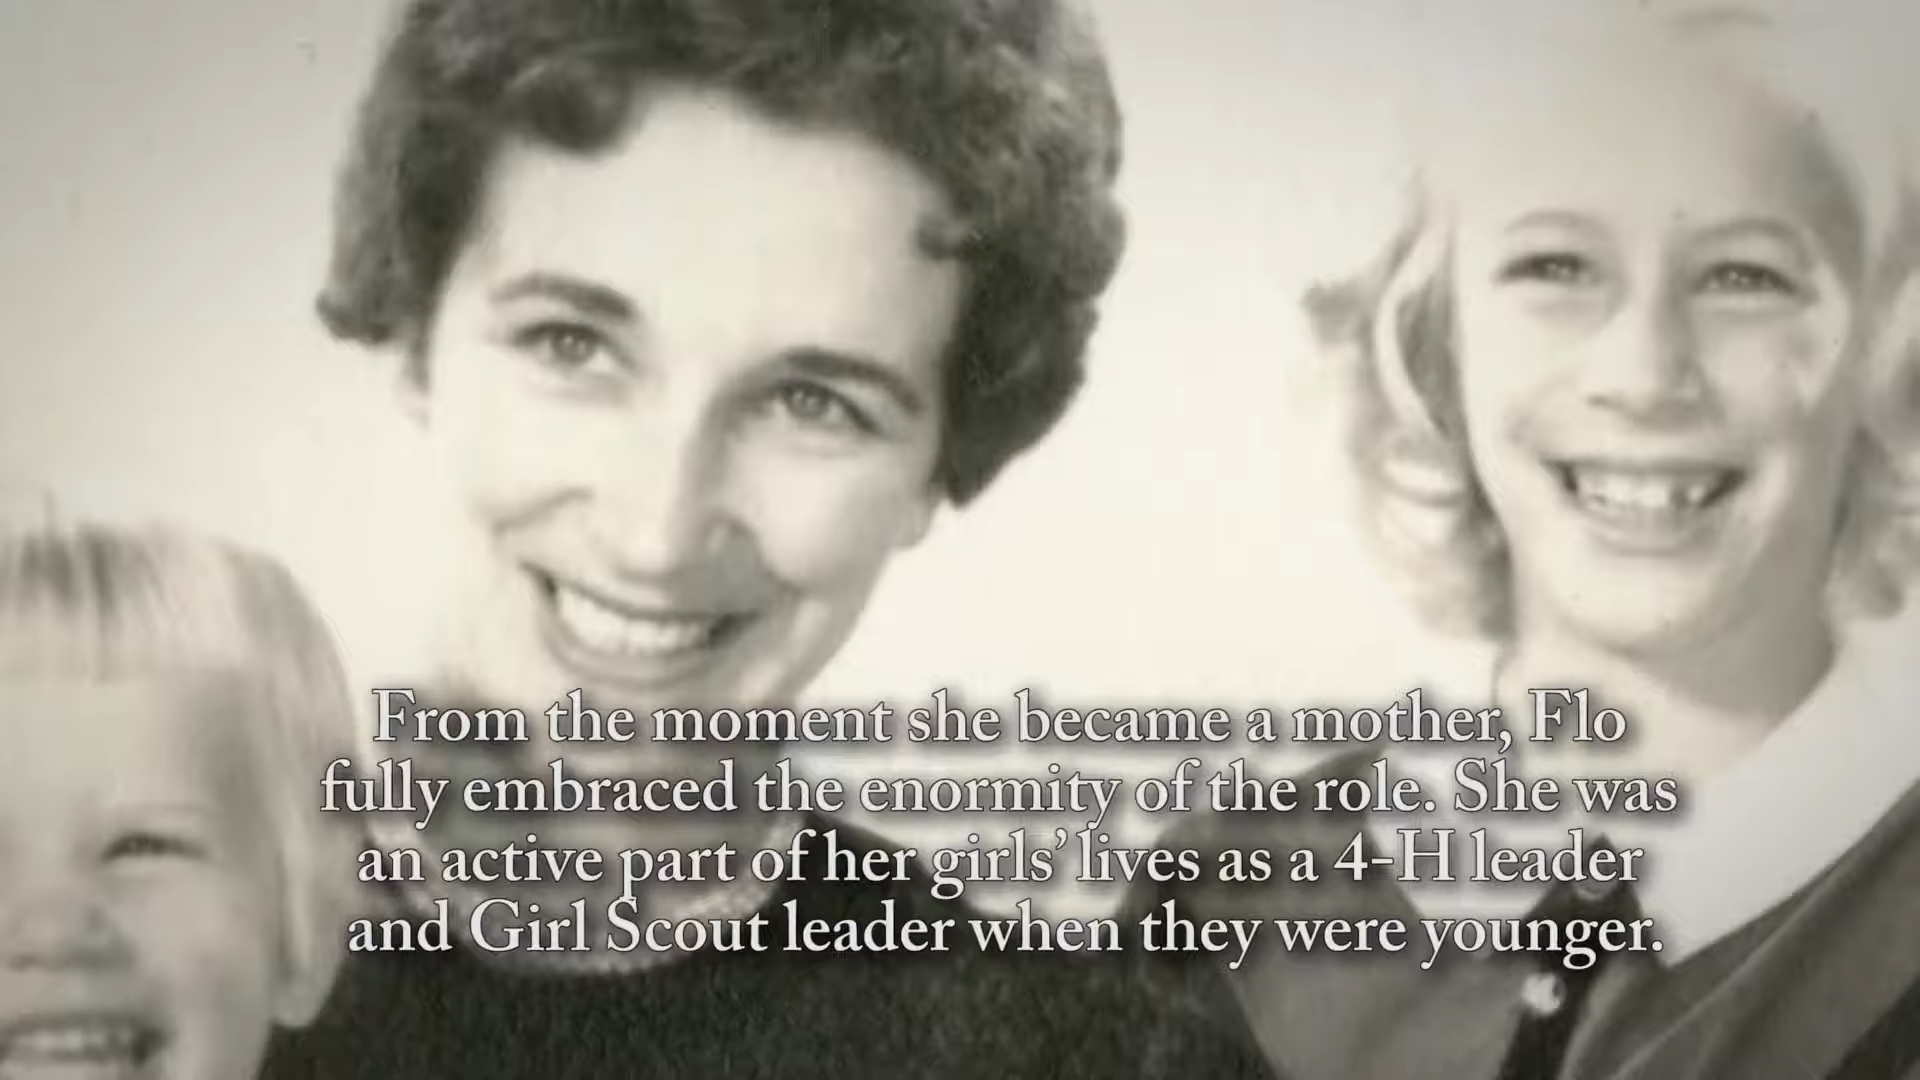 From the moment she became a mother, Flo
fully embraced the enormity of the role. She was
an active part of her girls’ lives as a 4-H leader
and Girl Scout leader when they were younger.